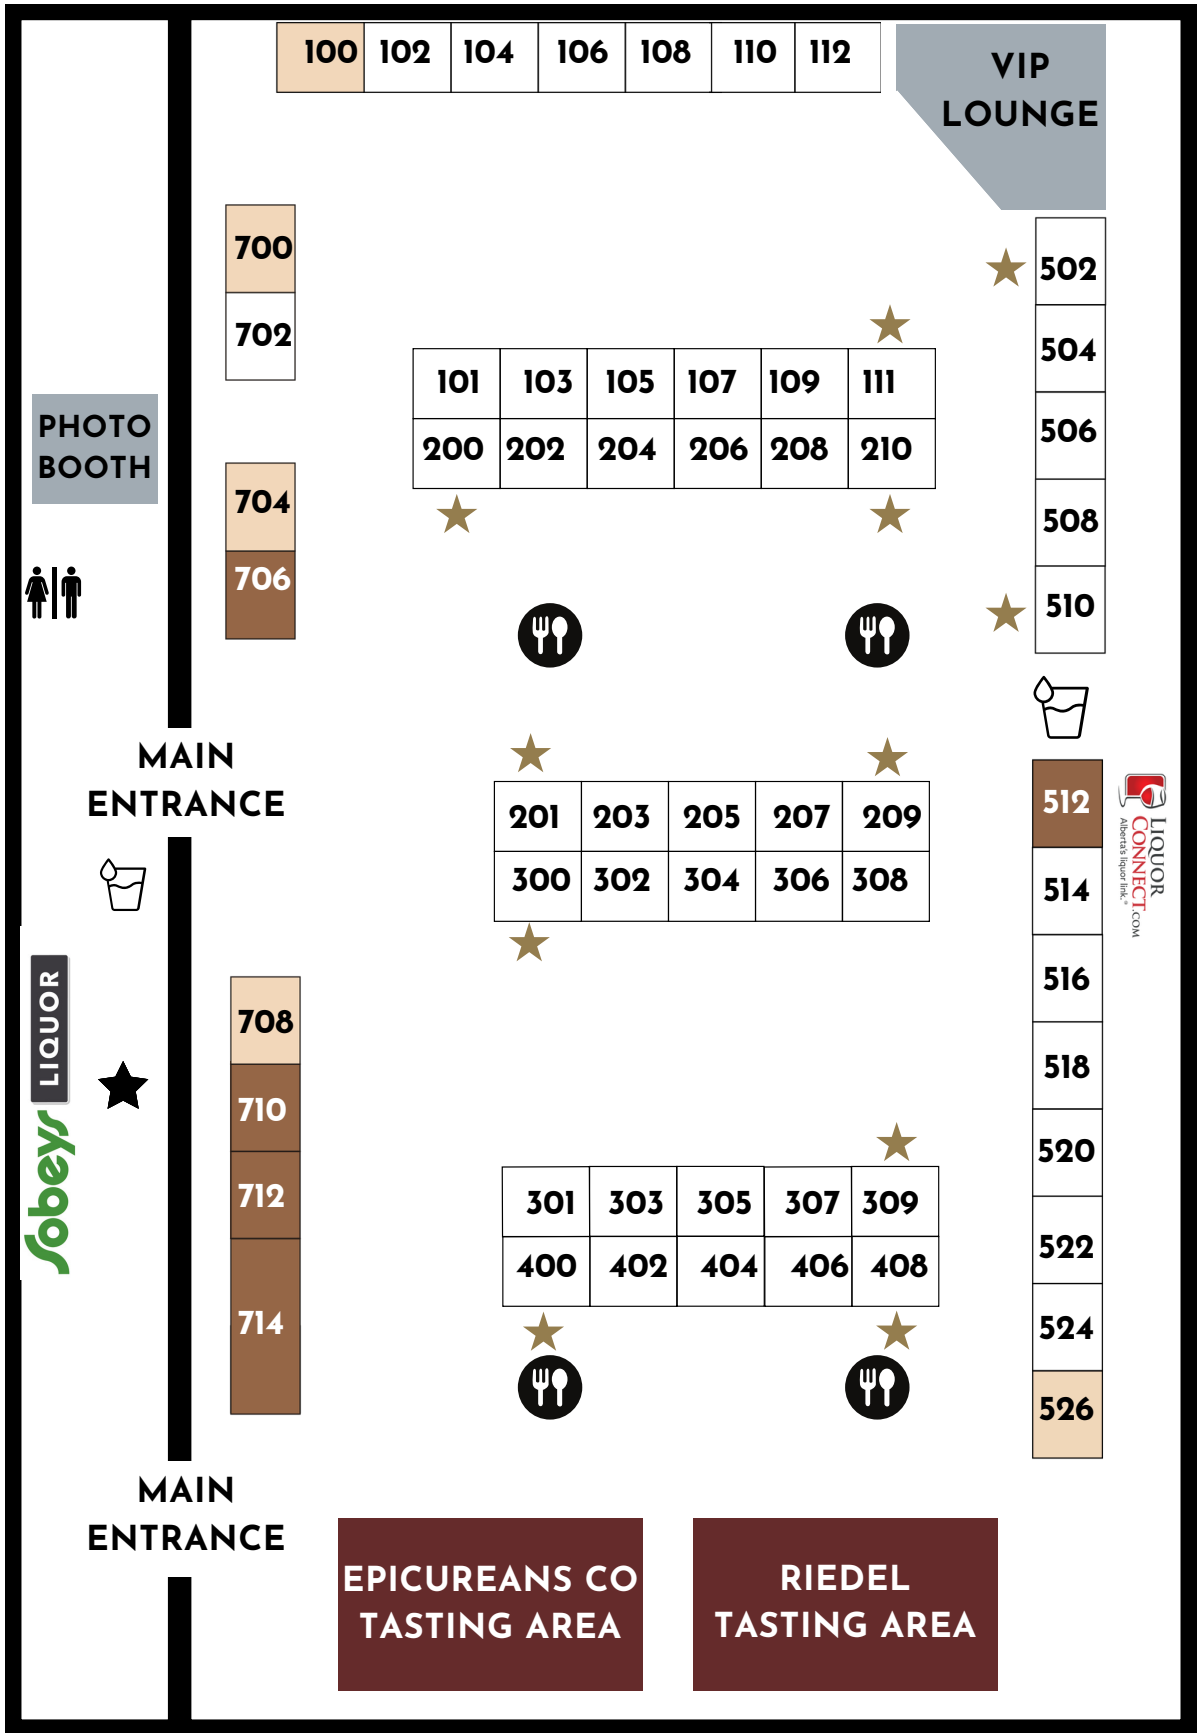 100 102 104 106 108 110 112
VIP
LOUNGE
700
702
PHOTO
BOOTH
704
706
101 103 105 107 109 111
200 202 204 206 208 210
502
504
506
508
510
MAIN
ENTRANCE
201 203 205 207 209
300 302 304 306 308
512
514
516
518
520
522
524
526
LIQUOR
CONNECT.COM
Alberta's liquor link.®
Sobeys LIQUOR
708
710
712
714
301 303 305 307 309
400 402 404 406 408
MAIN
ENTRANCE
EPICUREANS CO
TASTING AREA
RIEDEL
TASTING AREA